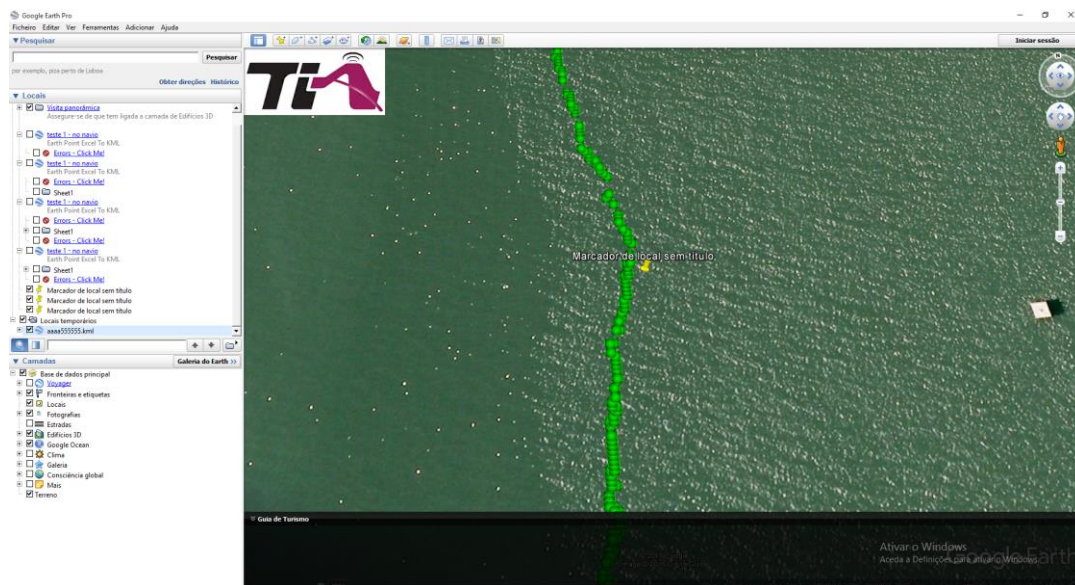 Google Earth Pro
Ficheiro Editar Ver Ferramentas Adicionar Ajuda
Pesquisar
Iniciar sessão
Pesquisar
por exemplo, piza perto de Lisboa
Obter direções Histórico
TiA
Locais
Visita panorâmica
Assegure-se de que tem ligada a camada de Edifícios 3D
teste 1 - no navio
Earth Point Excel To KML
Errors - Click Me!
teste 1 - no navio
Earth Point Excel To KML
Errors - Click Me!
Sheet1
teste 1 - no navio
Earth Point Excel To KML
Errors - Click Me!
Sheet1
Errors - Click Me!
teste 1 - no navio
Earth Point Excel To KML
Sheet1
Errors - Click Me!
Marcador de local sem título
Marcador de local sem título
Marcador de local sem título
Locais temporários
aaaa555555.kml
Camadas
Galeria do Earth >>
Base de dados principal
Voyager
Fronteiras e etiquetas
Locais
Fotografias
Estradas
Edifícios 3D
Google Ocean
Clima
Galeria
Consciência global
Mais
Terreno
Marcador de local sem título
N
Guia de Turismo
Ativar o Windows
Aceda a Definições para ativar o Windows.
Google Earth